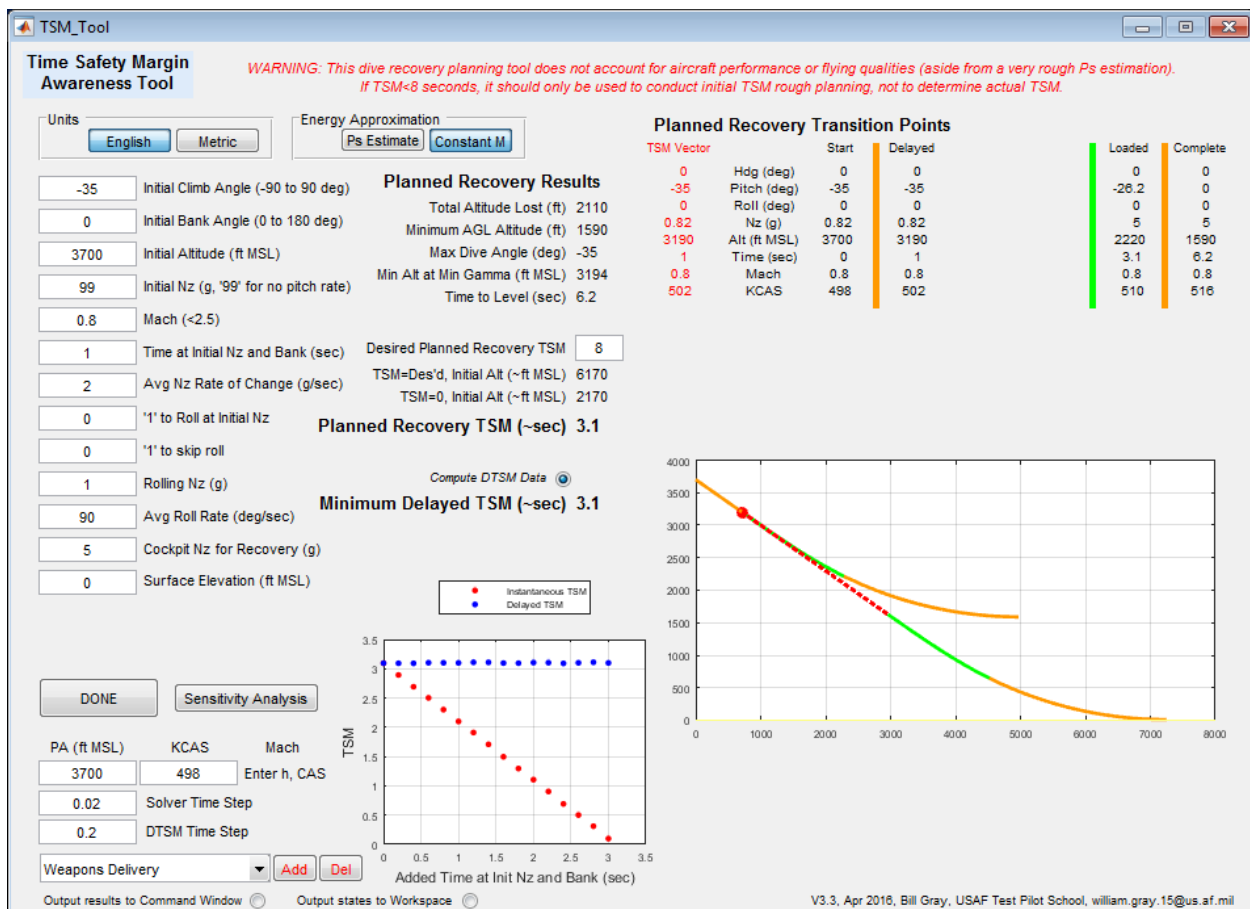 TSM_Tool
Time Safety Margin
Awareness Tool
WARNING: This dive recovery planning tool does not account for aircraft performance or flying qualities (aside from a very rough Ps estimation).
If TSM<8 seconds, it should only be used to conduct initial TSM rough planning, not to determine actual TSM.
Units
English Metric
Energy Approximation
Ps Estimate Constant M
-35 Initial Climb Angle (-90 to 90 deg)
0 Initial Bank Angle (0 to 180 deg)
3700 Initial Altitude (ft MSL)
99 Initial Nz (g, '99' for no pitch rate)
0.8 Mach (<2.5)
1 Time at Initial Nz and Bank (sec)
2 Avg Nz Rate of Change (g/sec)
0 '1' to Roll at Initial Nz
0 '1' to skip roll
1 Rolling Nz (g)
90 Avg Roll Rate (deg/sec)
5 Cockpit Nz for Recovery (g)
0 Surface Elevation (ft MSL)
Planned Recovery Results
Total Altitude Lost (ft) 2110
Minimum AGL Altitude (ft) 1590
Max Dive Angle (deg) -35
Min Alt at Min Gamma (ft MSL) 3194
Time to Level (sec) 6.2
Desired Planned Recovery TSM 8
TSM=Des'd, Initial Alt (~ft MSL) 6170
TSM=0, Initial Alt (~ft MSL) 2170
Planned Recovery TSM (~sec) 3.1
Compute DTSM Data
Minimum Delayed TSM (~sec) 3.1
Planned Recovery Transition Points
TSM Vector Start Delayed Loaded Complete
0 Hdg (deg) 0 0 0 0
-35 Pitch (deg) -35 -35 -26.2 0
0 Roll (deg) 0 0 0 0
0.82 Nz (g) 0.82 0.82 5 5
3190 Alt (ft MSL) 3700 3190 2220 1590
1 Time (sec) 0 1 3.1 6.2
0.8 Mach 0.8 0.8 0.8 0.8
502 KCAS 498 502 510 516
4000
3500
3000
2500
2000
1500
1000
500
0
0 1000 2000 3000 4000 5000 6000 7000 8000
Instantaneous TSM
Delayed TSM
3.5
3
2.5
2
1.5
1
0.5
0
TSM
0 0.5 1 1.5 2 2.5 3 3.5
Added Time at Init Nz and Bank (sec)
DONE Sensitivity Analysis
PA (ft MSL) KCAS Mach
3700 498 Enter h, CAS
0.02 Solver Time Step
0.2 DTSM Time Step
Weapons Delivery Add Del
Output results to Command Window Output states to Workspace
V3.3, Apr 2016, Bill Gray, USAF Test Pilot School, william.gray.15@us.af.mil